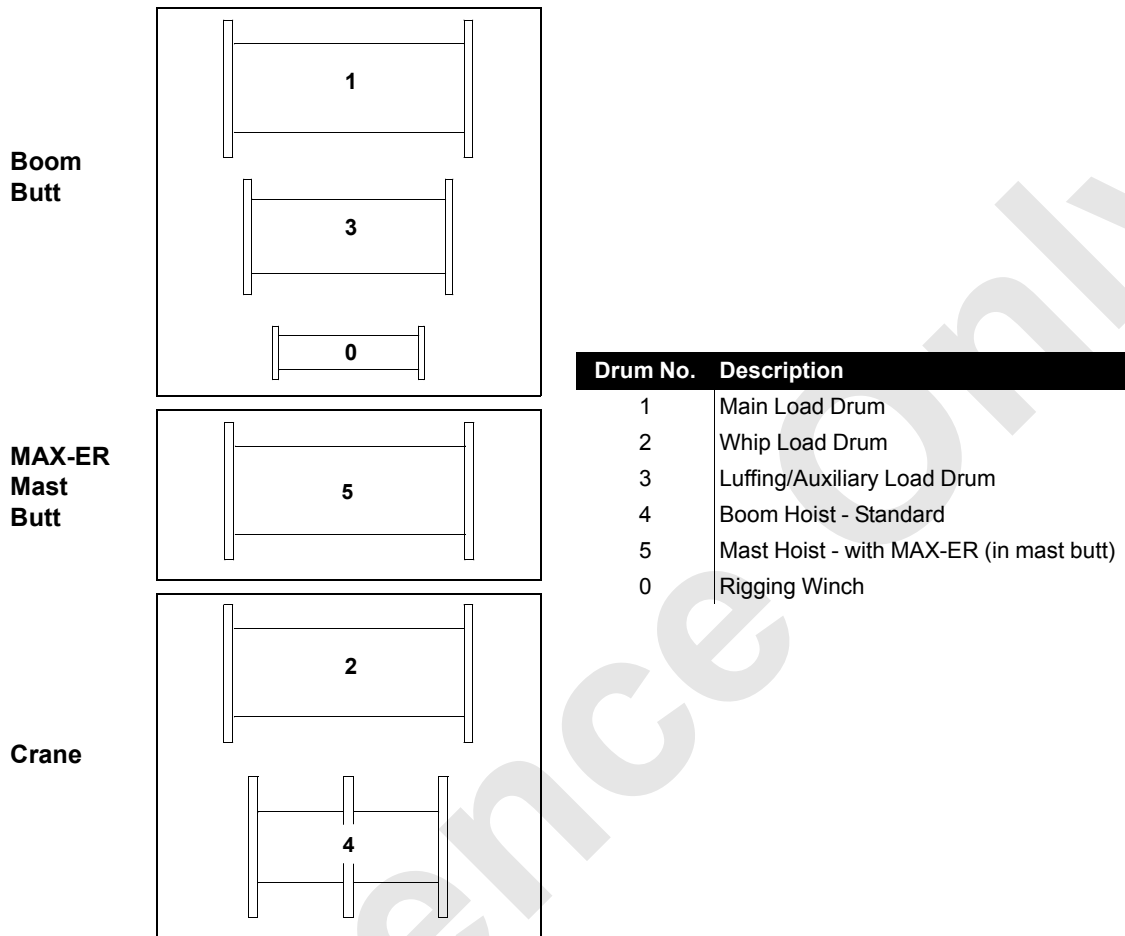 1
Boom
Butt
3
0
MAX-ER
Mast
Butt
5
2
Crane
4
Drum No. Description
1 Main Load Drum
2 Whip Load Drum
3 Luffing/Auxiliary Load Drum
4 Boom Hoist - Standard
5 Mast Hoist - with MAX-ER (in mast butt)
0 Rigging Winch
ence Only